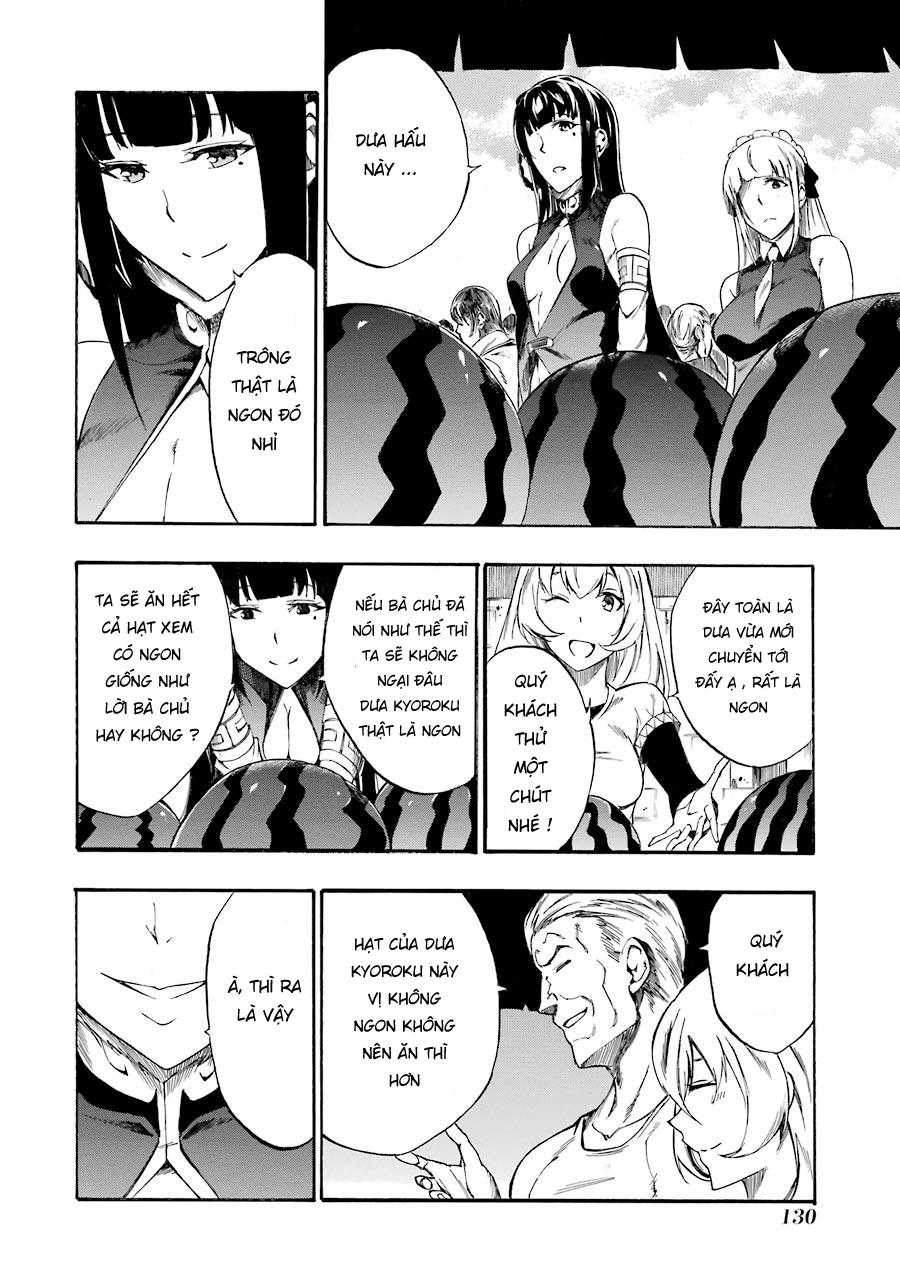 DƯA HẤU
NÀY ...
TRÔNG
THẬT LÀ
NGON ĐÓ
NHỈ
ĐÂY TOÀN LÀ
DƯA VỪA MỚI
CHUYỂN TỚI
ĐẤY Ạ , RẤT LÀ
NGON
QUÝ
KHÁCH
THỬ
MỘT
CHÚT
NHÉ !
NẾU BÀ CHỦ ĐÃ
NÓI NHƯ THẾ THÌ
TA SẼ KHÔNG
NGẠI ĐÂU
DƯA KYOROKU
THẬT LÀ NGON
TA SẼ ĂN HẾT
CẢ HẠT XEM
CÓ NGON
GIỐNG NHƯ
LỜI BÀ CHỦ
HAY KHÔNG ?
QUÝ
KHÁCH
HẠT CỦA DƯA
KYOROKU NÀY
VỊ KHÔNG
NGON KHÔNG
NÊN ĂN THÌ
HƠN
À, THÌ RA
LÀ VẬY
130